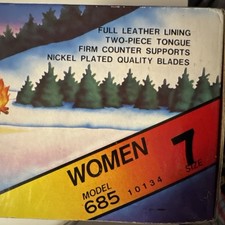 FULL LEATHER LINING
TWO-PIECE TONGUE
FIRM COUNTER SUPPORTS
NICKEL PLATED QUALITY BLADES
WOMEN 7
SIZE
MODEL
685 10134